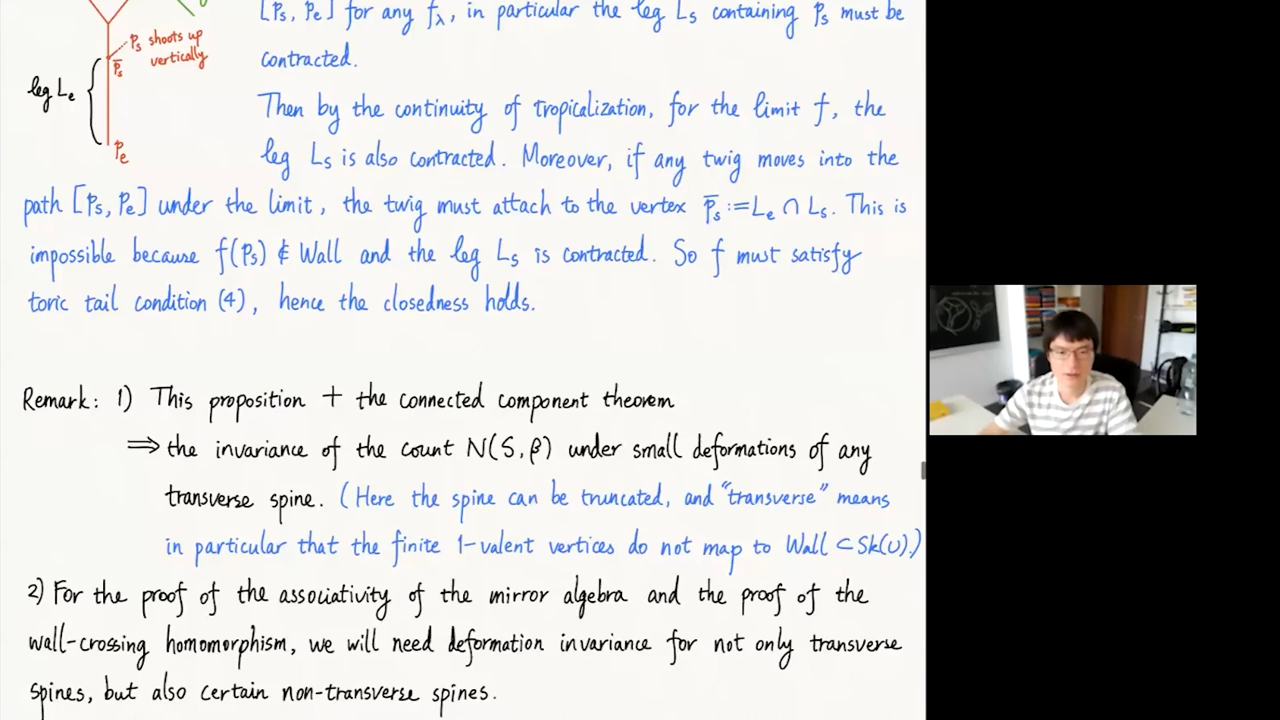 [Ps, Pe] for any fλ, in particular the leg Ls containing Ps must be
contracted.
Ps shoots up
vertically
P̄s
leg Le
Pe
Then by the continuity of tropicalization, for the limit f, the
leg Ls is also contracted. Moreover, if any twig moves into the
path [Ps, Pe] under the limit, the twig must attach to the vertex P̄s := Le ∩ Ls. This is
impossible because f(Ps) ∉ Wall and the leg Ls is contracted. So f must satisfy
toric tail condition (4), hence the closedness holds.
Remark: 1) This proposition + the connected component theorem
⟹ the invariance of the count N(S, β) under small deformations of any
transverse spine. (Here the spine can be truncated, and "transverse" means
in particular that the finite 1-valent vertices do not map to Wall ⊂ Sk(U).)
2) For the proof of the associativity of the mirror algebra and the proof of the
wall-crossing homomorphism, we will need deformation invariance for not only transverse
spines, but also certain non-transverse spines.